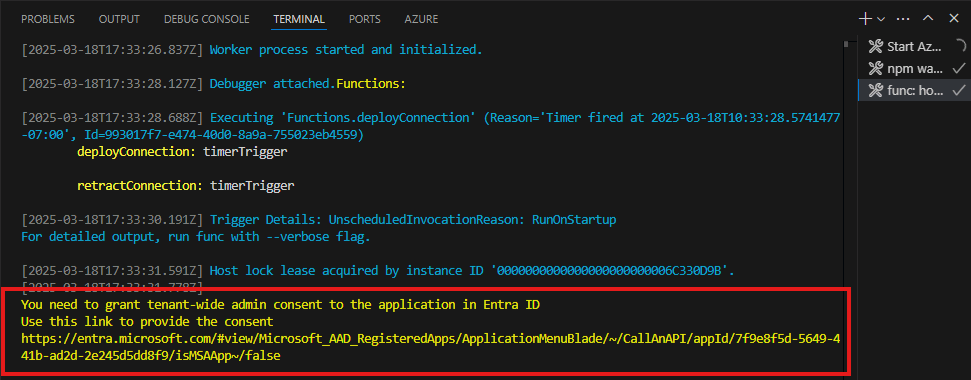 PROBLEMS OUTPUT DEBUG CONSOLE TERMINAL PORTS AZURE
[2025-03-18T17:33:26.837Z] Worker process started and initialized.
Start Az...
npm wa...
func: ho...
[2025-03-18T17:33:28.127Z] Debugger attached.Functions:
[2025-03-18T17:33:28.688Z] Executing 'Functions.deployConnection' (Reason='Timer fired at 2025-03-18T10:33:28.5741477
-07:00', Id=993017f7-e474-40d0-8a9a-755023eb4559)
deployConnection: timerTrigger
retractConnection: timerTrigger
[2025-03-18T17:33:30.191Z] Trigger Details: UnscheduledInvocationReason: RunOnStartup
For detailed output, run func with --verbose flag.
[2025-03-18T17:33:31.591Z] Host lock lease acquired by instance ID '0000000000000000000000006C330D9B'.
[2025-03-18T17:33:31.778Z]
You need to grant tenant-wide admin consent to the application in Entra ID
Use this link to provide the consent
https://entra.microsoft.com/#view/Microsoft_AAD_RegisteredApps/ApplicationMenuBlade/~/CallAnAPI/appId/7f9e8f5d-5649-4
41b-ad2d-2e245d5dd8f9/isMSAApp~/false